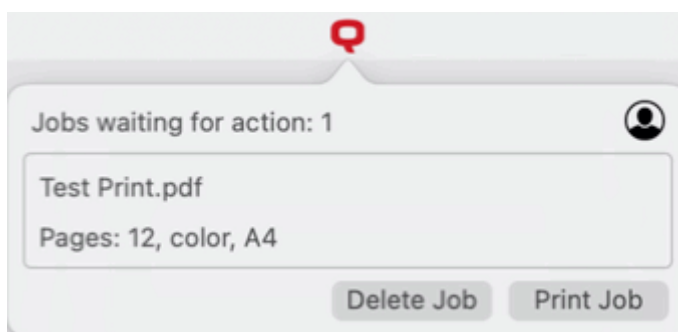 Q
Jobs waiting for action: 1
Test Print.pdf
Pages: 12, color, A4
Delete Job Print Job